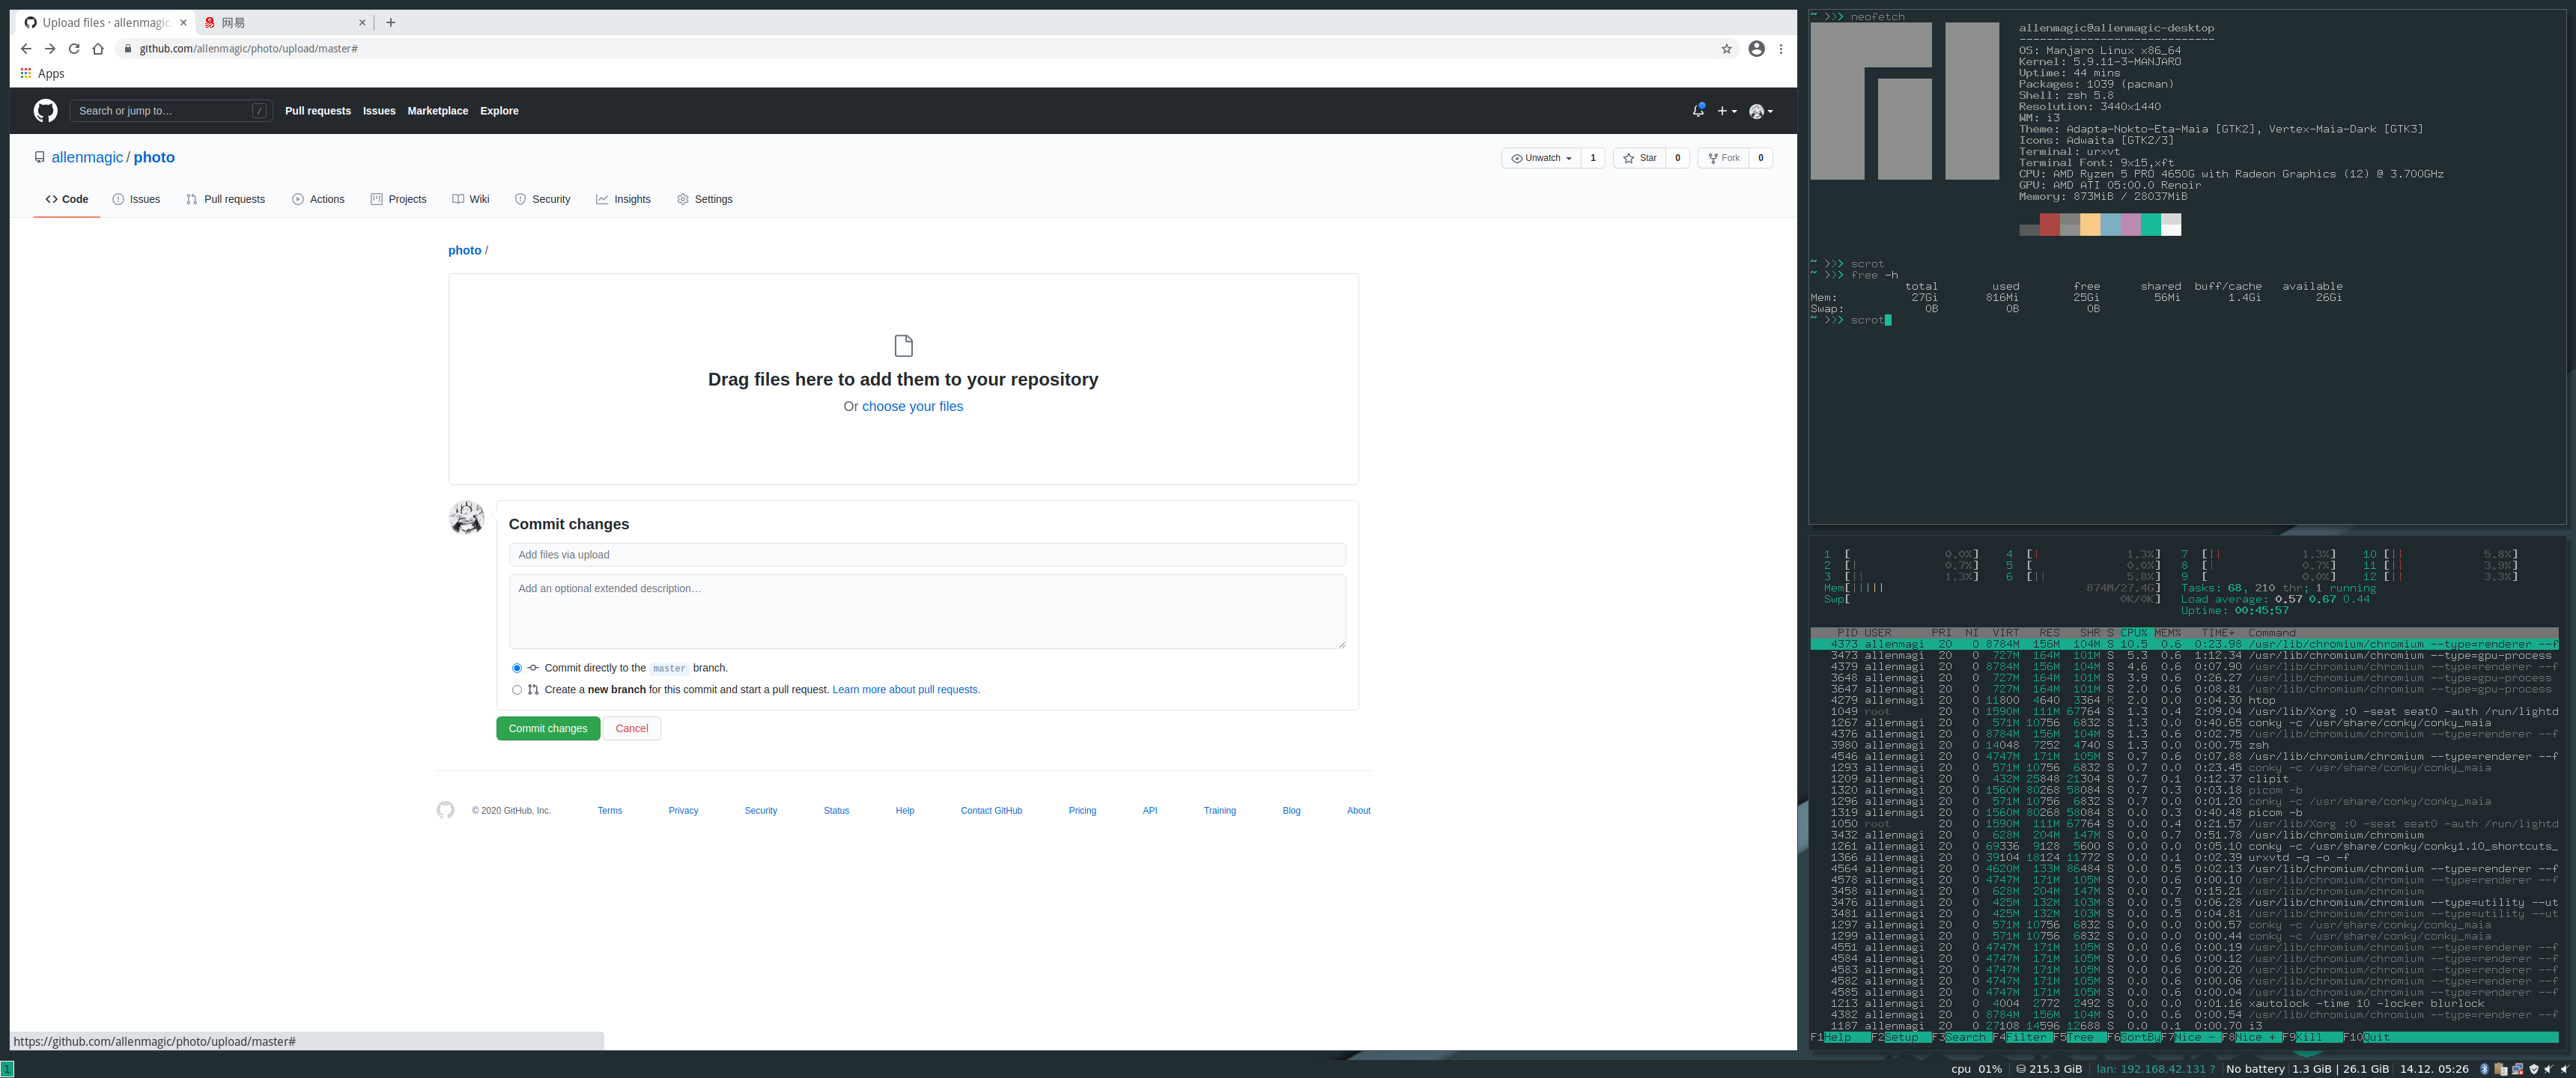 Upload files · allenmagic/
网易
github.com/allenmagic/photo/upload/master#
Apps
Search or jump to… /
Pull requests Issues Marketplace Explore
allenmagic / photo
Unwatch 1 Star 0 Fork 0
Code Issues Pull requests Actions Projects Wiki Security Insights Settings
photo /
Drag files here to add them to your repository
Or choose your files
Commit changes
Add files via upload
Add an optional extended description…
Commit directly to the master branch.
Create a new branch for this commit and start a pull request. Learn more about pull requests.
Commit changes Cancel
© 2020 GitHub, Inc. Terms Privacy Security Status Help Contact GitHub Pricing API Training Blog About
https://github.com/allenmagic/photo/upload/master#
~ >>> neofetch
allenmagic@allenmagic-desktop
-----------------------------
OS: Manjaro Linux x86_64
Kernel: 5.9.11-3-MANJARO
Uptime: 44 mins
Packages: 1039 (pacman)
Shell: zsh 5.8
Resolution: 3440x1440
WM: i3
Theme: Adapta-Nokto-Eta-Maia [GTK2], Vertex-Maia-Dark [GTK3]
Icons: Adwaita [GTK2/3]
Terminal: urxvt
Terminal Font: 9x15,xft
CPU: AMD Ryzen 5 PRO 4650G with Radeon Graphics (12) @ 3.700GHz
GPU: AMD ATI 05:00.0 Renoir
Memory: 873MiB / 28037MiB
~ >>> scrot
~ >>> free -h
total used free shared buff/cache available
Mem: 27Gi 816Mi 25Gi 56Mi 1.4Gi 26Gi
Swap: 0B 0B 0B
~ >>> scrot
1 [ 0.0%] 4 [| 1.3%] 7 [|| 1.3%] 10 [|| 5.8%]
2 [| 0.7%] 5 [ 0.0%] 8 [| 0.7%] 11 [|| 3.9%]
3 [|| 1.3%] 6 [|| 5.8%] 9 [ 0.0%] 12 [|| 3.3%]
Mem[||||| 874M/27.4G] Tasks: 68, 210 thr; 1 running
Swp[ 0K/0K] Load average: 0.57 0.67 0.44
Uptime: 00:45:57
PID USER PRI NI VIRT RES SHR S CPU% MEM% TIME+ Command
4373 allenmagi 20 0 8784M 156M 104M S 10.5 0.6 0:23.98 /usr/lib/chromium/chromium --type=renderer --f
3473 allenmagi 20 0 727M 164M 101M S 5.3 0.6 1:12.34 /usr/lib/chromium/chromium --type=gpu-process
4379 allenmagi 20 0 8784M 156M 104M S 4.6 0.6 0:07.90 /usr/lib/chromium/chromium --type=renderer --f
3648 allenmagi 20 0 727M 164M 101M S 3.9 0.6 0:26.27 /usr/lib/chromium/chromium --type=gpu-process
3647 allenmagi 20 0 727M 164M 101M S 2.0 0.6 0:08.81 /usr/lib/chromium/chromium --type=gpu-process
4279 allenmagi 20 0 11800 4640 3364 R 2.0 0.0 0:04.30 htop
1049 root 20 0 1590M 111M 67764 S 1.3 0.4 2:09.04 /usr/lib/Xorg :0 -seat seat0 -auth /run/lightd
1267 allenmagi 20 0 571M 10756 6832 S 1.3 0.0 0:40.65 conky -c /usr/share/conky/conky_maia
4376 allenmagi 20 0 8784M 156M 104M S 1.3 0.6 0:02.75 /usr/lib/chromium/chromium --type=renderer --f
3980 allenmagi 20 0 14048 7252 4740 S 1.3 0.0 0:00.75 zsh
4546 allenmagi 20 0 4747M 171M 105M S 0.7 0.6 0:07.88 /usr/lib/chromium/chromium --type=renderer --f
1293 allenmagi 20 0 571M 10756 6832 S 0.7 0.0 0:23.45 conky -c /usr/share/conky/conky_maia
1209 allenmagi 20 0 432M 25848 21304 S 0.7 0.1 0:12.37 clipit
1320 allenmagi 20 0 1560M 80268 58084 S 0.7 0.3 0:03.18 picom -b
1296 allenmagi 20 0 571M 10756 6832 S 0.7 0.0 0:01.20 conky -c /usr/share/conky/conky_maia
1319 allenmagi 20 0 1560M 80268 58084 S 0.0 0.3 0:40.48 picom -b
1050 root 20 0 1590M 111M 67764 S 0.0 0.4 0:21.57 /usr/lib/Xorg :0 -seat seat0 -auth /run/lightd
3432 allenmagi 20 0 628M 204M 147M S 0.0 0.7 0:51.78 /usr/lib/chromium/chromium
1261 allenmagi 20 0 69336 9128 5600 S 0.0 0.0 0:05.10 conky -c /usr/share/conky/conky1.10_shortcuts_
1366 allenmagi 20 0 39104 18124 11772 S 0.0 0.1 0:02.39 urxvtd -q -o -f
4564 allenmagi 20 0 4620M 133M 86484 S 0.0 0.5 0:02.13 /usr/lib/chromium/chromium --type=renderer --f
4578 allenmagi 20 0 4747M 171M 105M S 0.0 0.6 0:00.10 /usr/lib/chromium/chromium --type=renderer --f
3458 allenmagi 20 0 628M 204M 147M S 0.0 0.7 0:15.21 /usr/lib/chromium/chromium
3476 allenmagi 20 0 425M 132M 103M S 0.0 0.5 0:06.28 /usr/lib/chromium/chromium --type=utility --ut
3481 allenmagi 20 0 425M 132M 103M S 0.0 0.5 0:04.81 /usr/lib/chromium/chromium --type=utility --ut
1297 allenmagi 20 0 571M 10756 6832 S 0.0 0.0 0:00.57 conky -c /usr/share/conky/conky_maia
1299 allenmagi 20 0 571M 10756 6832 S 0.0 0.0 0:00.44 conky -c /usr/share/conky/conky_maia
4551 allenmagi 20 0 4747M 171M 105M S 0.0 0.6 0:00.19 /usr/lib/chromium/chromium --type=renderer --f
4584 allenmagi 20 0 4747M 171M 105M S 0.0 0.6 0:00.12 /usr/lib/chromium/chromium --type=renderer --f
4583 allenmagi 20 0 4747M 171M 105M S 0.0 0.6 0:00.20 /usr/lib/chromium/chromium --type=renderer --f
4582 allenmagi 20 0 4747M 171M 105M S 0.0 0.6 0:00.06 /usr/lib/chromium/chromium --type=renderer --f
4585 allenmagi 20 0 4747M 171M 105M S 0.0 0.6 0:00.04 /usr/lib/chromium/chromium --type=renderer --f
1213 allenmagi 20 0 4004 2772 2492 S 0.0 0.0 0:01.16 xautolock -time 10 -locker blurlock
4382 allenmagi 20 0 8784M 156M 104M S 0.0 0.6 0:00.54 /usr/lib/chromium/chromium --type=renderer --f
1187 allenmagi 20 0 27108 14596 12688 S 0.0 0.1 0:00.70 i3
F1Help F2Setup F3Search F4Filter F5Tree F6SortBy F7Nice - F8Nice + F9Kill F10Quit
1
cpu 01% 215.3 GiB lan: 192.168.42.131 ? No battery 1.3 GiB | 26.1 GiB 14.12. 05:26